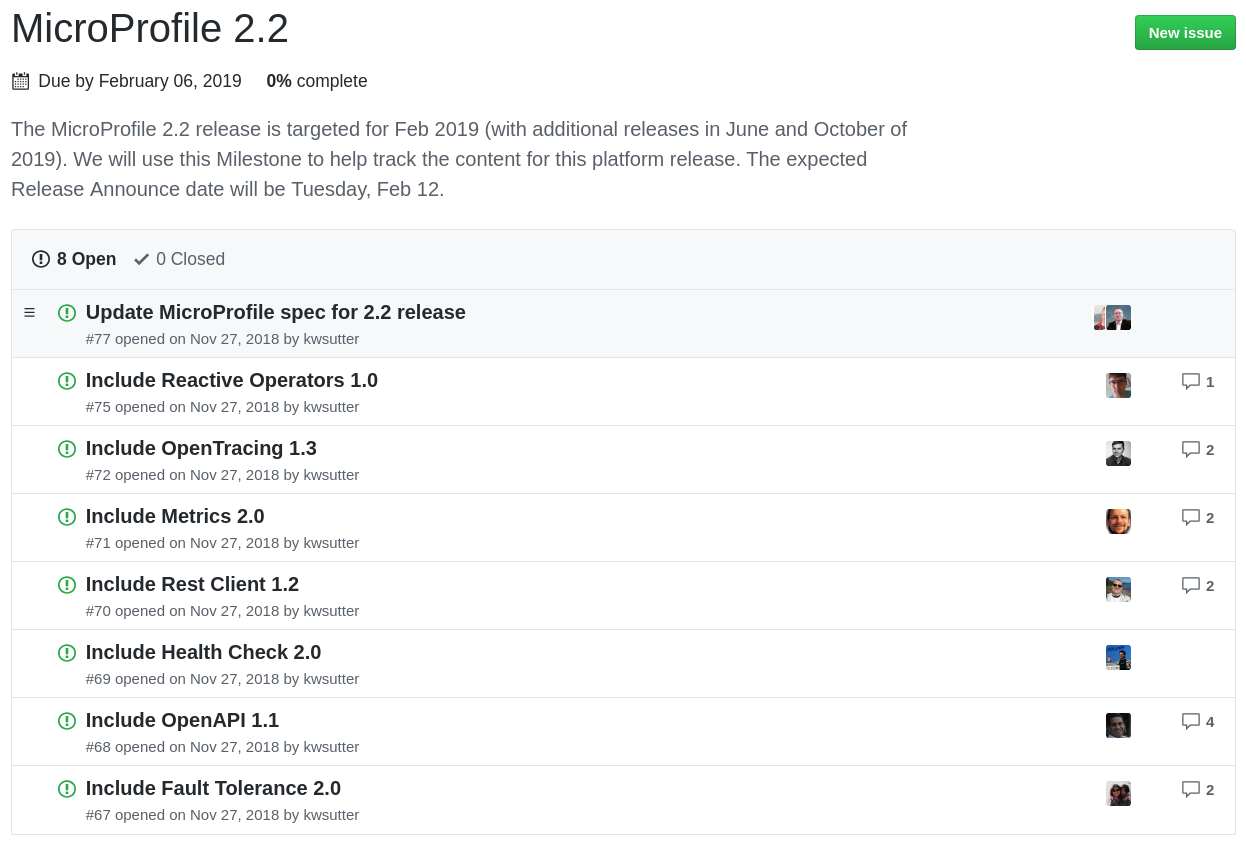 MicroProfile 2.2
New issue
Due by February 06, 2019 0% complete
The MicroProfile 2.2 release is targeted for Feb 2019 (with additional releases in June and October of
2019). We will use this Milestone to help track the content for this platform release. The expected
Release Announce date will be Tuesday, Feb 12.
8 Open 0 Closed
Update MicroProfile spec for 2.2 release
#77 opened on Nov 27, 2018 by kwsutter
Include Reactive Operators 1.0
1
#75 opened on Nov 27, 2018 by kwsutter
Include OpenTracing 1.3
2
#72 opened on Nov 27, 2018 by kwsutter
Include Metrics 2.0
2
#71 opened on Nov 27, 2018 by kwsutter
Include Rest Client 1.2
2
#70 opened on Nov 27, 2018 by kwsutter
Include Health Check 2.0
#69 opened on Nov 27, 2018 by kwsutter
Include OpenAPI 1.1
4
#68 opened on Nov 27, 2018 by kwsutter
Include Fault Tolerance 2.0
2
#67 opened on Nov 27, 2018 by kwsutter